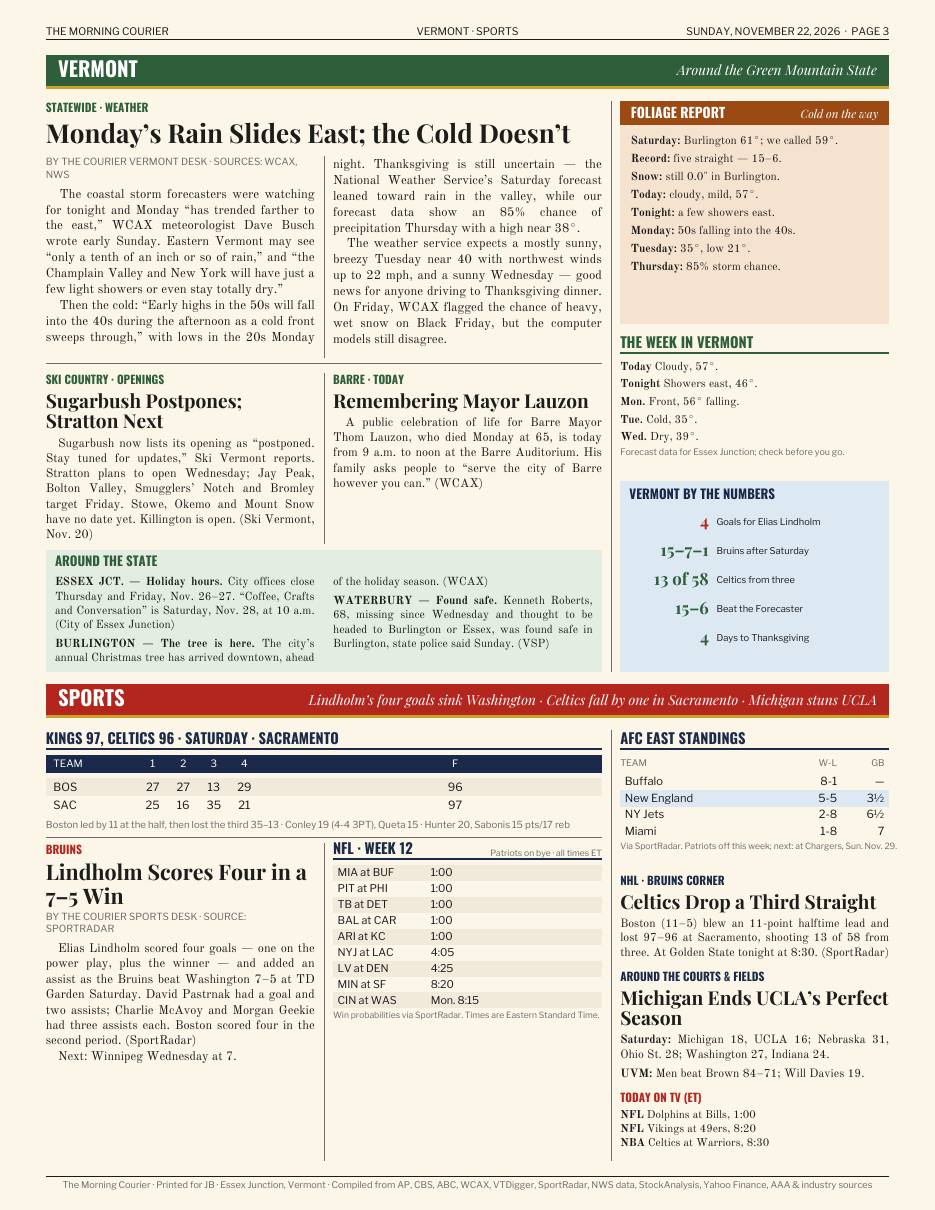 THE MORNING COURIER
VERMONT · SPORTS
SUNDAY, NOVEMBER 22, 2026 · PAGE 3
VERMONT
Around the Green Mountain State
STATEWIDE · WEATHER
Monday’s Rain Slides East; the Cold Doesn’t
BY THE COURIER VERMONT DESK · SOURCES: WCAX,
NWS
The coastal storm forecasters were watching
for tonight and Monday “has trended farther to
the east,” WCAX meteorologist Dave Busch
wrote early Sunday. Eastern Vermont may see
“only a tenth of an inch or so of rain,” and “the
Champlain Valley and New York will have just a
few light showers or even stay totally dry.”
Then the cold: “Early highs in the 50s will fall
into the 40s during the afternoon as a cold front
sweeps through,” with lows in the 20s Monday
night. Thanksgiving is still uncertain — the
National Weather Service’s Saturday forecast
leaned toward rain in the valley, while our
forecast data show an 85% chance of
precipitation Thursday with a high near 38°.
The weather service expects a mostly sunny,
breezy Tuesday near 40 with northwest winds
up to 22 mph, and a sunny Wednesday — good
news for anyone driving to Thanksgiving dinner.
On Friday, WCAX flagged the chance of heavy,
wet snow on Black Friday, but the computer
models still disagree.
SKI COUNTRY · OPENINGS
Sugarbush Postpones;
Stratton Next
Sugarbush now lists its opening as “postponed.
Stay tuned for updates,” Ski Vermont reports.
Stratton plans to open Wednesday; Jay Peak,
Bolton Valley, Smugglers’ Notch and Bromley
target Friday. Stowe, Okemo and Mount Snow
have no date yet. Killington is open. (Ski Vermont,
Nov. 20)
BARRE · TODAY
Remembering Mayor Lauzon
A public celebration of life for Barre Mayor
Thom Lauzon, who died Monday at 65, is today
from 9 a.m. to noon at the Barre Auditorium. His
family asks people to “serve the city of Barre
however you can.” (WCAX)
AROUND THE STATE
ESSEX JCT. — Holiday hours. City offices close
Thursday and Friday, Nov. 26–27. “Coffee, Crafts
and Conversation” is Saturday, Nov. 28, at 10 a.m.
(City of Essex Junction)
BURLINGTON — The tree is here. The city’s
annual Christmas tree has arrived downtown, ahead
of the holiday season. (WCAX)
WATERBURY — Found safe. Kenneth Roberts,
68, missing since Wednesday and thought to be
headed to Burlington or Essex, was found safe in
Burlington, state police said Sunday. (VSP)
FOLIAGE REPORT
Cold on the way
Saturday: Burlington 61°; we called 59°.
Record: five straight — 15–6.
Snow: still 0.0" in Burlington.
Today: cloudy, mild, 57°.
Tonight: a few showers east.
Monday: 50s falling into the 40s.
Tuesday: 35°, low 21°.
Thursday: 85% storm chance.
THE WEEK IN VERMONT
Today Cloudy, 57°.
Tonight Showers east, 46°.
Mon. Front, 56° falling.
Tue. Cold, 35°.
Wed. Dry, 39°.
Forecast data for Essex Junction; check before you go.
VERMONT BY THE NUMBERS
4 Goals for Elias Lindholm
15–7–1 Bruins after Saturday
13 of 58 Celtics from three
15–6 Beat the Forecaster
4 Days to Thanksgiving
SPORTS
Lindholm’s four goals sink Washington · Celtics fall by one in Sacramento · Michigan stuns UCLA
KINGS 97, CELTICS 96 · SATURDAY · SACRAMENTO
TEAM 1 2 3 4 F
BOS 27 27 13 29 96
SAC 25 16 35 21 97
Boston led by 11 at the half, then lost the third 35–13 · Conley 19 (4-4 3PT), Queta 15 · Hunter 20, Sabonis 15 pts/17 reb
BRUINS
Lindholm Scores Four in a
7–5 Win
BY THE COURIER SPORTS DESK · SOURCE:
SPORTRADAR
Elias Lindholm scored four goals — one on the
power play, plus the winner — and added an
assist as the Bruins beat Washington 7–5 at TD
Garden Saturday. David Pastrnak had a goal and
two assists; Charlie McAvoy and Morgan Geekie
had three assists each. Boston scored four in the
second period. (SportRadar)
Next: Winnipeg Wednesday at 7.
NFL · WEEK 12
Patriots on bye · all times ET
MIA at BUF 1:00
PIT at PHI 1:00
TB at DET 1:00
BAL at CAR 1:00
ARI at KC 1:00
NYJ at LAC 4:05
LV at DEN 4:25
MIN at SF 8:20
CIN at WAS Mon. 8:15
Win probabilities via SportRadar. Times are Eastern Standard Time.
AFC EAST STANDINGS
TEAM W-L GB
Buffalo 8-1 —
New England 5-5 3½
NY Jets 2-8 6½
Miami 1-8 7
Via SportRadar. Patriots off this week; next: at Chargers, Sun. Nov. 29.
NHL · BRUINS CORNER
Celtics Drop a Third Straight
Boston (11–5) blew an 11-point halftime lead and
lost 97–96 at Sacramento, shooting 13 of 58 from
three. At Golden State tonight at 8:30. (SportRadar)
AROUND THE COURTS & FIELDS
Michigan Ends UCLA’s Perfect
Season
Saturday: Michigan 18, UCLA 16; Nebraska 31,
Ohio St. 28; Washington 27, Indiana 24.
UVM: Men beat Brown 84–71; Will Davies 19.
TODAY ON TV (ET)
NFL Dolphins at Bills, 1:00
NFL Vikings at 49ers, 8:20
NBA Celtics at Warriors, 8:30
The Morning Courier · Printed for JB · Essex Junction, Vermont · Compiled from AP, CBS, ABC, WCAX, VTDigger, SportRadar, NWS data, StockAnalysis, Yahoo Finance, AAA & industry sources